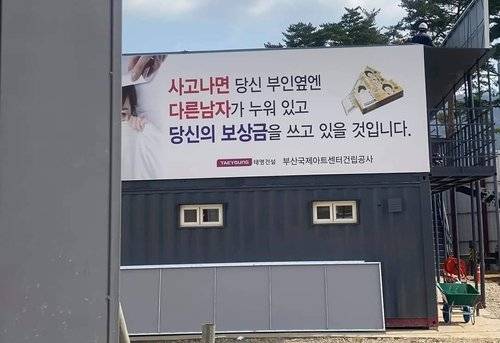 사고나면 당신 부인옆엔
다른남자가 누워 있고
당신의 보상금을 쓰고 있을 것입니다.
TAEYOUNG 태영건설 부산국제아트센터건립공사